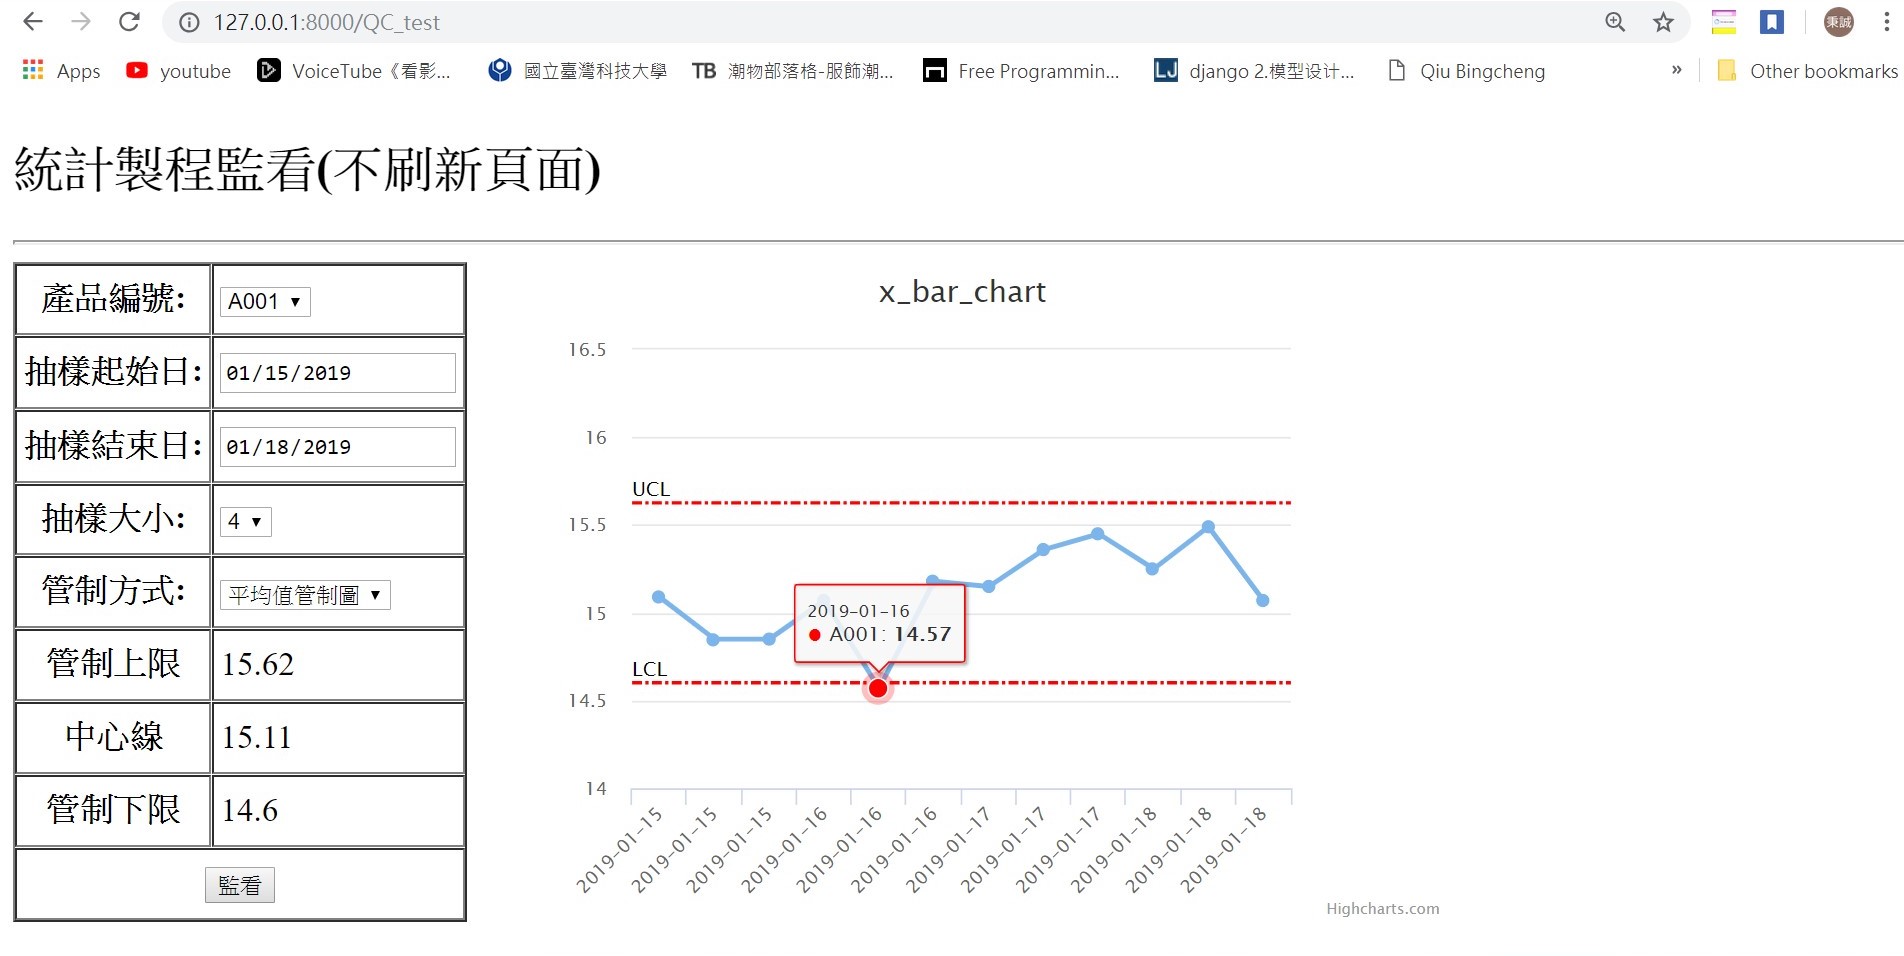 127.0.0.1:8000/QC_test
秉誠
Apps
youtube
VoiceTube《看影...
國立臺灣科技大學
TB 潮物部落格-服飾潮...
Free Programmin...
LJ django 2.模型设计...
Qiu Bingcheng
» Other bookmarks
統計製程監看(不刷新頁面)
產品編號: A001
抽樣起始日: 01/15/2019
抽樣結束日: 01/18/2019
抽樣大小: 4
管制方式: 平均值管制圖
管制上限 15.62
中心線 15.11
管制下限 14.6
監看
x_bar_chart
16.5
16
UCL
15.5
15
2019-01-16
A001: 14.57
LCL
14.5
14
2019-01-15
2019-01-15
2019-01-15
2019-01-16
2019-01-16
2019-01-16
2019-01-17
2019-01-17
2019-01-17
2019-01-18
2019-01-18
2019-01-18
Highcharts.com